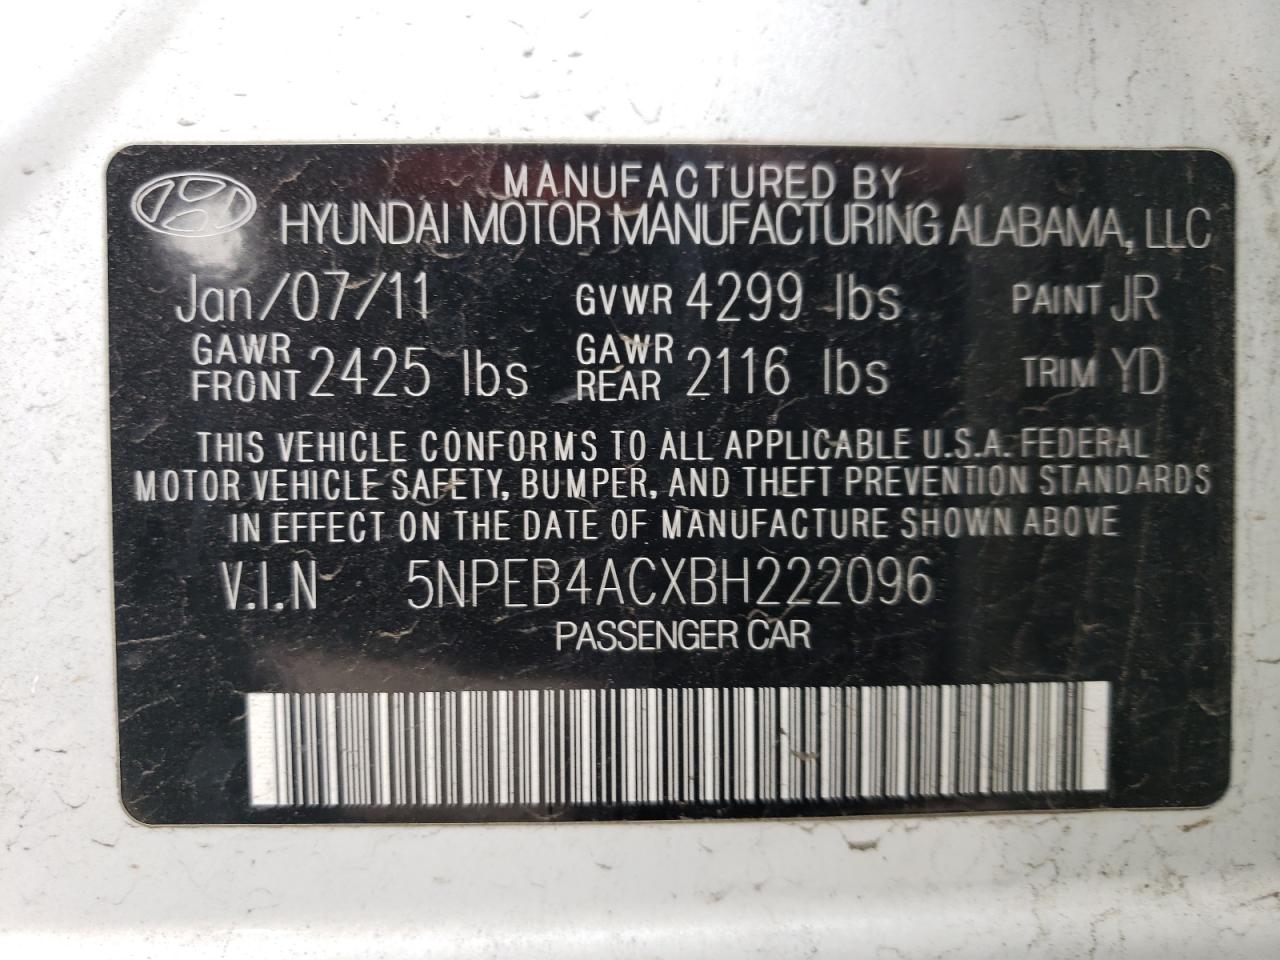 MANUFACTURED BY
HYUNDAI MOTOR MANUFACTURING ALABAMA, LLC
Jan/07/11 GVWR 4299 lbs PAINT JR
GAWR FRONT 2425 lbs GAWR REAR 2116 lbs TRIM YD
THIS VEHICLE CONFORMS TO ALL APPLICABLE U.S.A. FEDERAL
MOTOR VEHICLE SAFETY, BUMPER, AND THEFT PREVENTION STANDARDS
IN EFFECT ON THE DATE OF MANUFACTURE SHOWN ABOVE
V.I.N 5NPEB4ACXBH222096
PASSENGER CAR